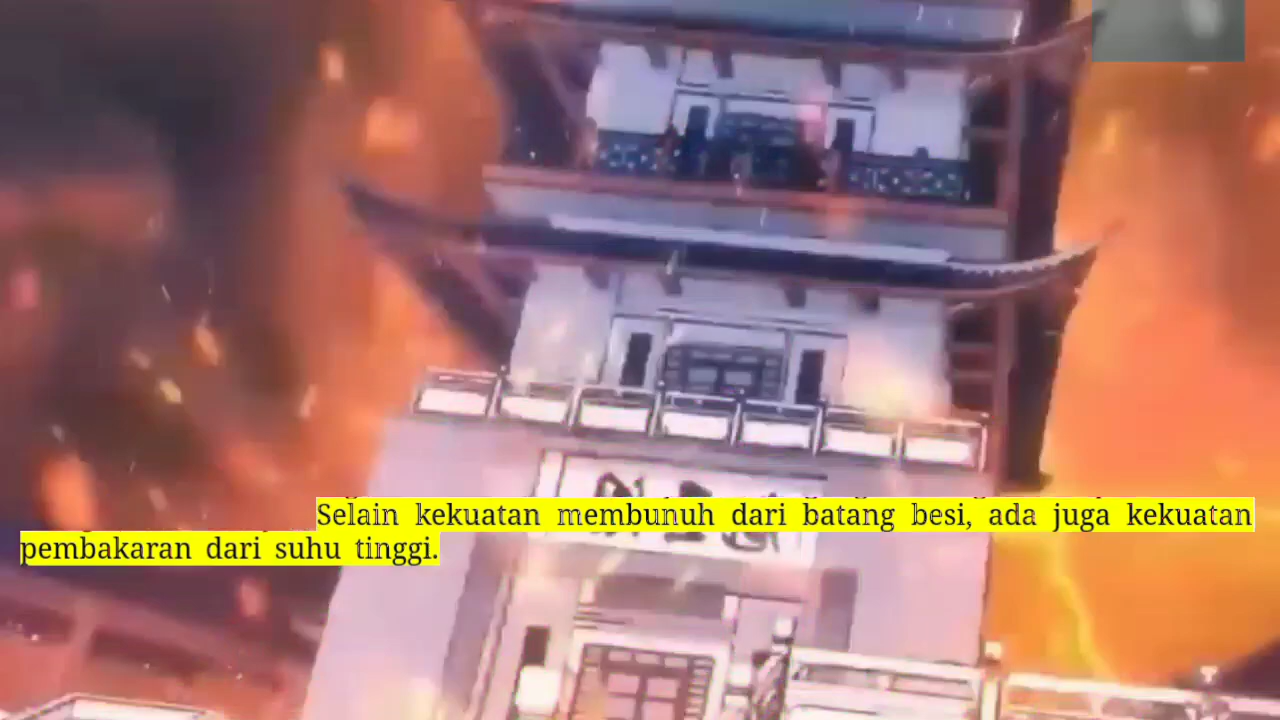 Selain kekuatan membunuh dari batang besi, ada juga kekuatan
pembakaran dari suhu tinggi.